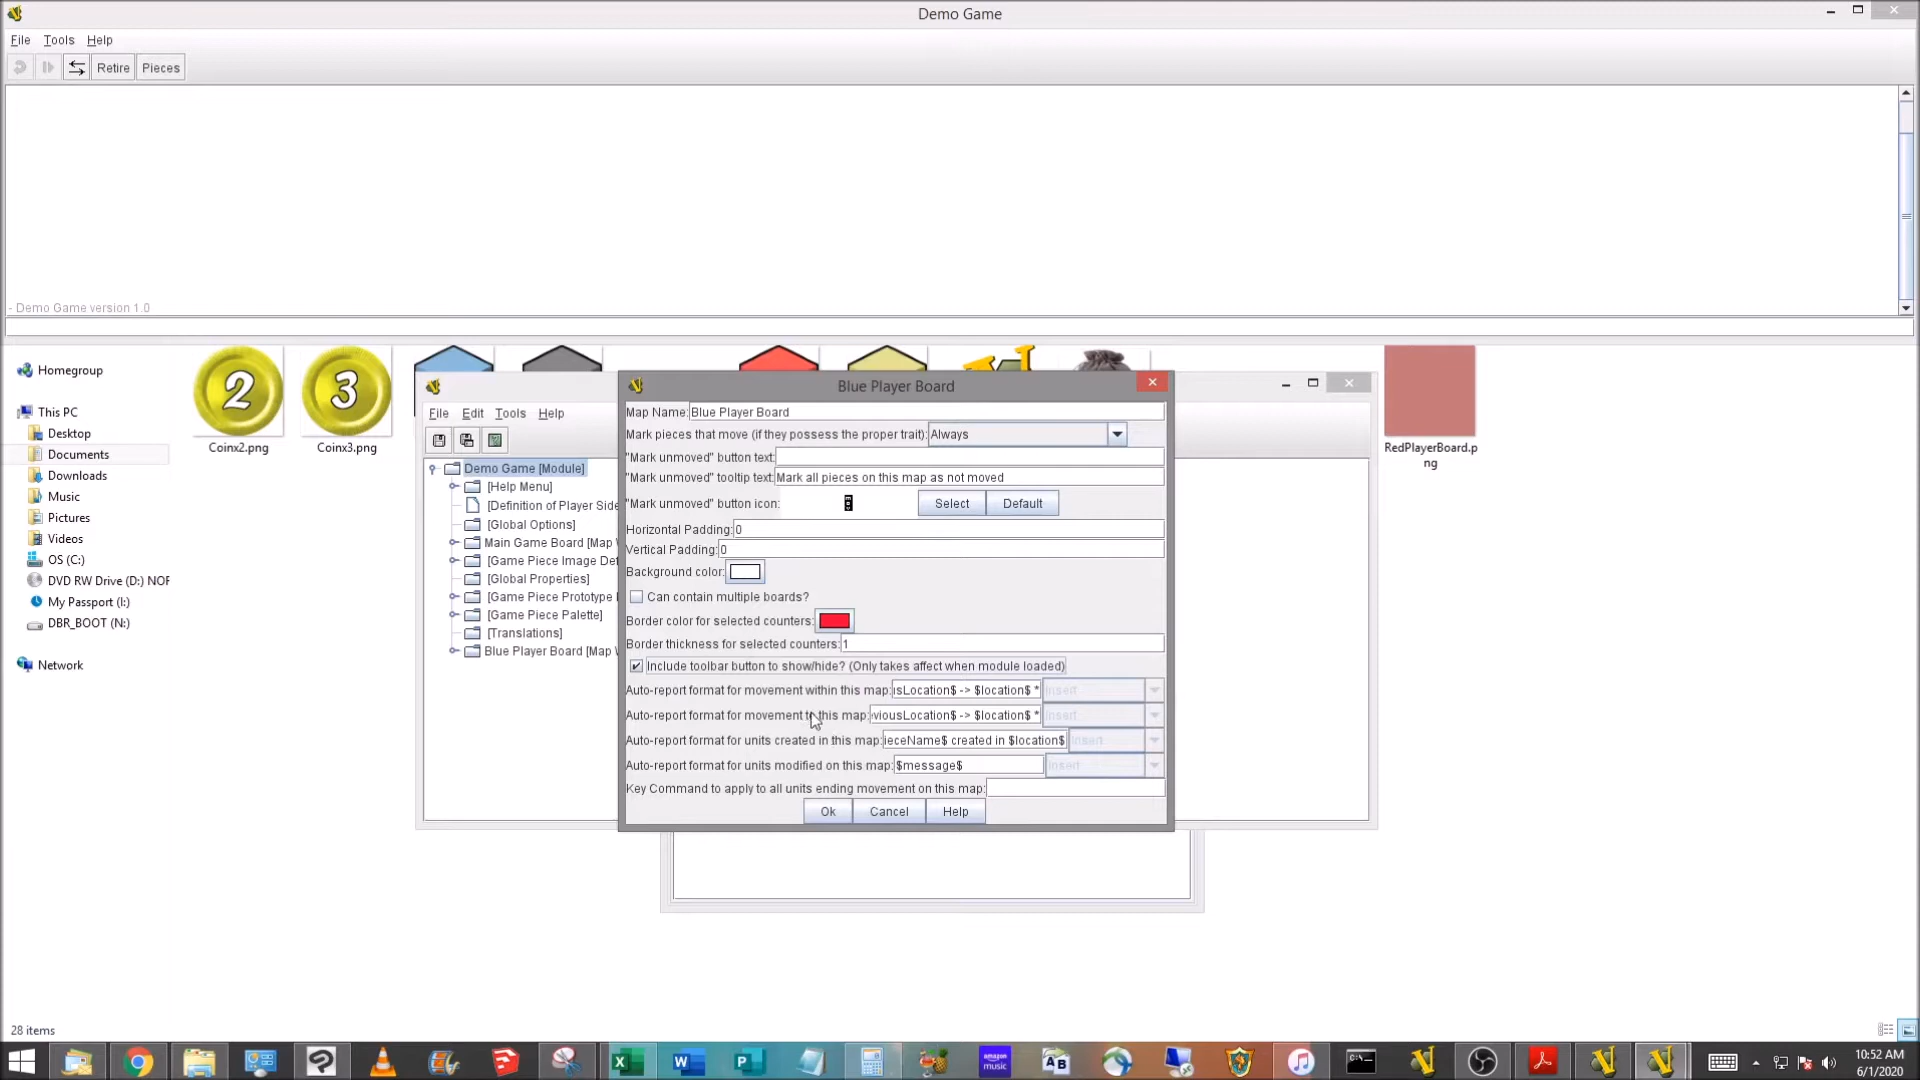 Demo Game
File Tools Help
Retire Pieces
- Demo Game version 1.0
Homegroup
This PC
Desktop
Documents
Downloads
Music
Pictures
Videos
OS (C:)
DVD RW Drive (D:) NOF
My Passport (I:)
DBR_BOOT (N:)
Network
2
Coinx2.png
3
Coinx3.png
RedPlayerBoard.p
ng
File Edit Tools Help
Demo Game [Module]
[Help Menu]
[Definition of Player Side
[Global Options]
Main Game Board [Map
[Game Piece Image Def
[Global Properties]
[Game Piece Prototype
[Game Piece Palette]
[Translations]
Blue Player Board [Map
Blue Player Board
Map Name: Blue Player Board
Mark pieces that move (if they possess the proper trait): Always
"Mark unmoved" button text:
"Mark unmoved" tooltip text: Mark all pieces on this map as not moved
"Mark unmoved" button icon: Select Default
Horizontal Padding: 0
Vertical Padding: 0
Background color:
Can contain multiple boards?
Border color for selected counters:
Border thickness for selected counters: 1
Include toolbar button to show/hide? (Only takes affect when module loaded)
Auto-report format for movement within this map: usLocation$ -> $location$ * Insert
Auto-report format for movement to this map: viousLocation$ -> $location$ * Insert
Auto-report format for units created in this map: ieceName$ created in $location$ Insert
Auto-report format for units modified on this map: $message$ Insert
Key Command to apply to all units ending movement on this map:
Ok Cancel Help
28 items
amazon music
10:52 AM
6/1/2020